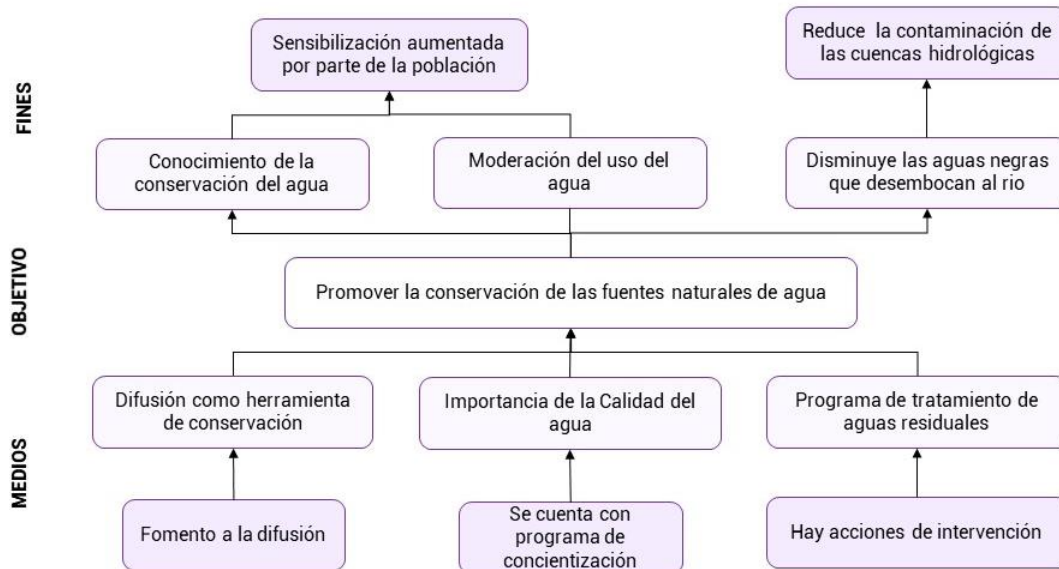 FINES
Sensibilización aumentada
por parte de la población
Reduce la contaminación de
las cuencas hidrológicas
Conocimiento de la
conservación del agua
Moderación del uso del
agua
Disminuye las aguas negras
que desembocan al rio
OBJETIVO
Promover la conservación de las fuentes naturales de agua
MEDIOS
Difusión como herramienta
de conservación
Importancia de la Calidad del
agua
Programa de tratamiento de
aguas residuales
Fomento a la difusión
Se cuenta con
programa de
concientización
Hay acciones de intervención